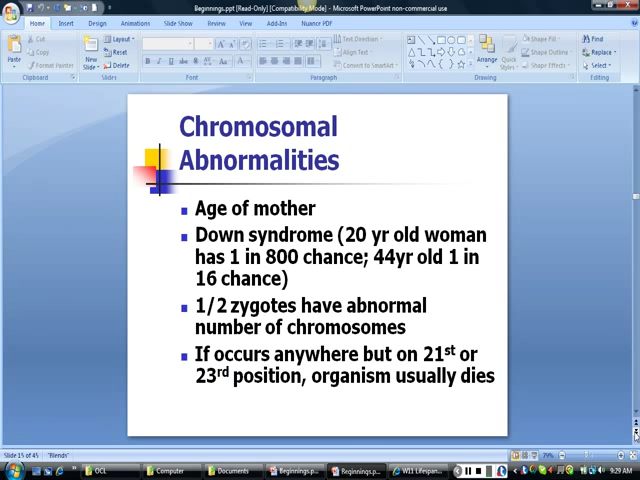 Beginnings.ppt [Read-Only] [Compatibility Mode] - Microsoft PowerPoint non-commercial use
Home Insert Design Animations Slide Show Review View Add-Ins Nuance PDF
Cut
Copy
Format Painter
Paste
Clipboard
New Slide
Layout
Reset
Delete
Slides
Font
Text Direction
Align Text
Convert to SmartArt
Paragraph
Arrange
Quick Styles
Shape Fill
Shape Outline
Shape Effects
Drawing
Find
Replace
Select
Editing
Chromosomal
Abnormalities
Age of mother
Down syndrome (20 yr old woman
has 1 in 800 chance; 44yr old 1 in
16 chance)
1/2 zygotes have abnormal
number of chromosomes
If occurs anywhere but on 21st or
23rd position, organism usually dies
Slide 15 of 45 "Blends" 79%
OCL Computer Documents Beginnings.p... Beginnings.p... W11 Lifespan... 9:29 AM